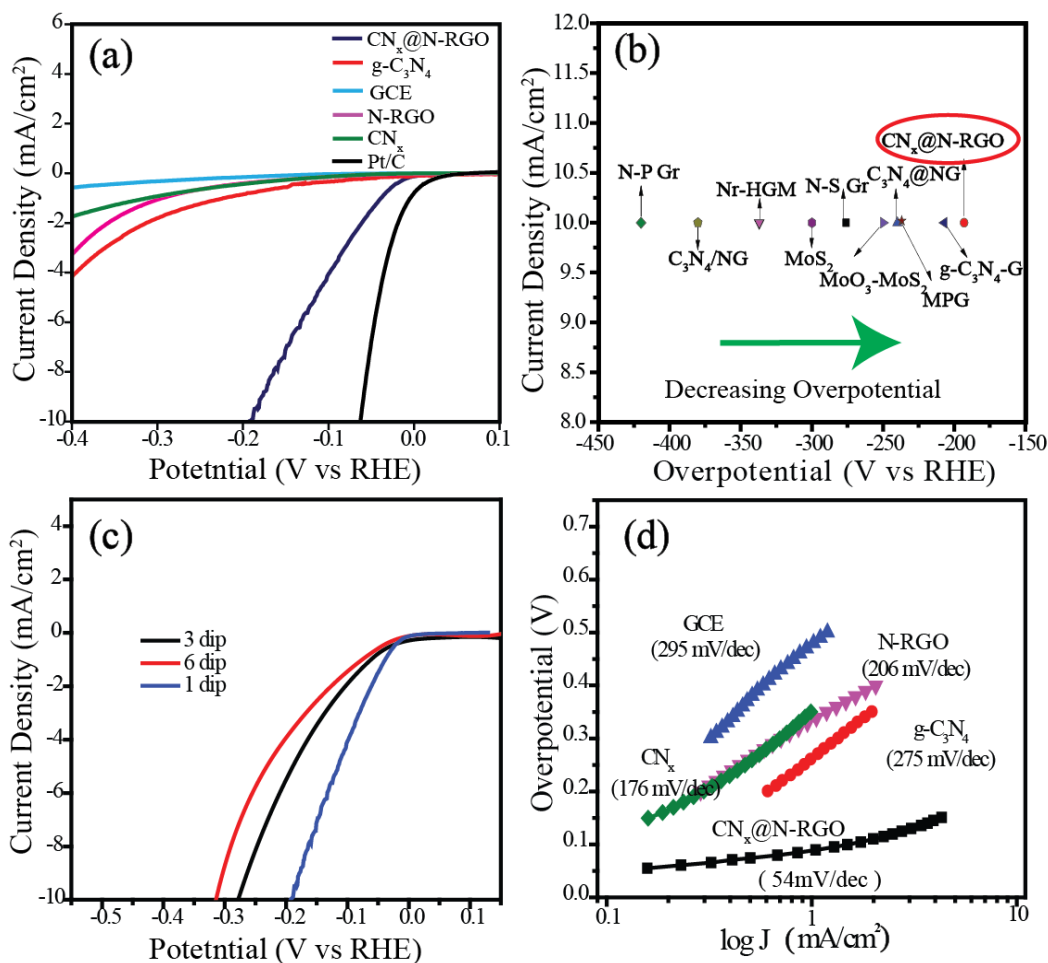 (a)
CNₓ@N-RGO
g-C₃N₄
GCE
N-RGO
CNₓ
Pt/C
6
4
2
0
-2
-4
-6
-8
-10
-0.4
-0.3
-0.2
-0.1
0.0
0.1
Current Density (mA/cm²)
Potetntial (V vs RHE)
(b)
12.0
11.5
11.0
10.5
10.0
9.5
9.0
8.5
8.0
CNₓ@N-RGO
N-P Gr
Nr-HGM
N-S Gr
C₃N₄@NG
C₃N₄/NG
MoS₂
MoO₃-MoS₂
MPG
g-C₃N₄-G
Decreasing Overpotential
-450
-400
-350
-300
-250
-200
-150
Current Density (mA/cm²)
Overpotential (V vs RHE)
(c)
4
2
0
-2
-4
-6
-8
-10
3 dip
6 dip
1 dip
-0.5
-0.4
-0.3
-0.2
-0.1
0.0
0.1
Current Density (mA/cm²)
Potetntial (V vs RHE)
(d)
0.7
0.6
0.5
0.4
0.3
0.2
0.1
0.0
GCE
(295 mV/dec)
N-RGO
(206 mV/dec)
g-C₃N₄
(275 mV/dec)
CNₓ
(176 mV/dec)
CNₓ@N-RGO
( 54mV/dec )
0.1
1
10
Overpotential (V)
log J (mA/cm²)